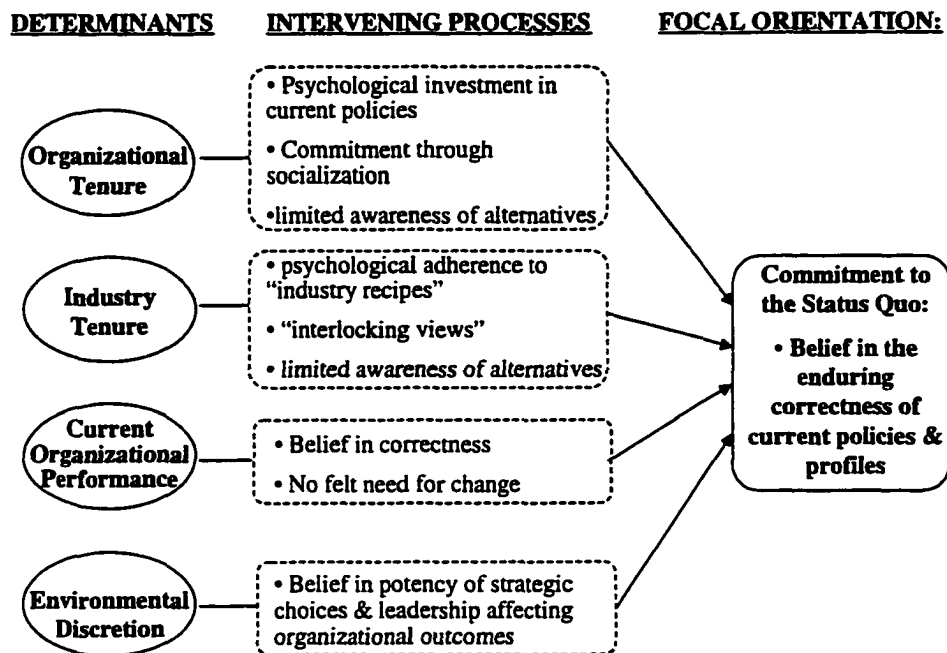 DETERMINANTS
INTERVENING PROCESSES
FOCAL ORIENTATION:
Organizational
Tenure
• Psychological investment in
current policies
• Commitment through
socialization
•limited awareness of alternatives
Industry
Tenure
• psychological adherence to
“industry recipes”
• “interlocking views”
• limited awareness of alternatives
Current
Organizational
Performance
• Belief in correctness
• No felt need for change
Environmental
Discretion
• Belief in potency of strategic
choices & leadership affecting
organizational outcomes
Commitment to
the Status Quo:
• Belief in the
enduring
correctness of
current policies &
profiles